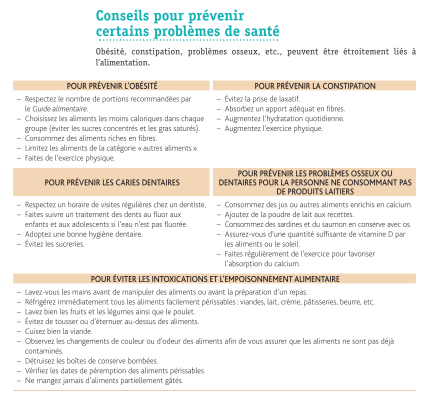 Conseils pour prévenir
certains problèmes de santé
Obésité, constipation, problèmes osseux, etc., peuvent être étroitement liés à
l'alimentation.
POUR PRÉVENIR L'OBÉSITÉ
– Respectez le nombre de portions recommandées par
le Guide alimentaire.
– Choisissez les aliments les moins caloriques dans chaque
groupe (éviter les sucres concentrés et les gras saturés).
– Consommez des aliments riches en fibres.
– Limitez les aliments de la catégorie « autres aliments ».
– Faites de l'exercice physique.
POUR PRÉVENIR LA CONSTIPATION
– Évitez la prise de laxatif.
– Absorbez un apport adéquat en fibres.
– Augmentez l'hydratation quotidienne.
– Augmentez l'exercice physique.
POUR PRÉVENIR LES CARIES DENTAIRES
– Respectez un horaire de visites régulières chez un dentiste.
– Faites suivre un traitement des dents au fluor aux
enfants et aux adolescents si l'eau n'est pas fluorée.
– Adoptez une bonne hygiène dentaire.
– Évitez les sucreries.
POUR PRÉVENIR LES PROBLÈMES OSSEUX OU
DENTAIRES POUR LA PERSONNE NE CONSOMMANT PAS
DE PRODUITS LAITIERS
– Consommez des jus ou autres aliments enrichis en calcium.
– Ajoutez de la poudre de lait aux recettes.
– Consommez des sardines et du saumon en conserve avec os.
– Assurez-vous d'une quantité suffisante de vitamine D par
les aliments ou le soleil.
– Faites régulièrement de l'exercice pour favoriser
l'absorption du calcium.
POUR ÉVITER LES INTOXICATIONS ET L'EMPOISONNEMENT ALIMENTAIRE
– Lavez-vous les mains avant de manipuler des aliments ou avant la préparation d'un repas.
– Réfrigérez immédiatement tous les aliments facilement périssables : viandes, lait, crème, pâtisseries, beurre, etc.
– Lavez bien les fruits et les légumes ainsi que le poulet.
– Évitez de tousser ou d'éternuer au-dessus des aliments.
– Cuisez bien la viande.
– Observez les changements de couleur ou d'odeur des aliments afin de vous assurer que les aliments ne sont pas déjà
contaminés.
– Détruisez les boîtes de conserve bombées.
– Vérifiez les dates de péremption des aliments périssables.
– Ne mangez jamais d'aliments partiellement gâtés.